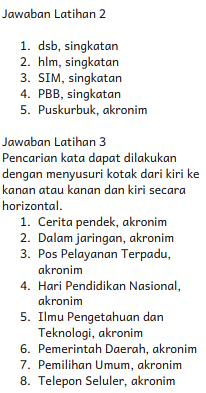 Jawaban Latihan 2
1. dsb, singkatan
2. hlm, singkatan
3. SIM, singkatan
4. PBB, singkatan
5. Puskurbuk, akronim
Jawaban Latihan 3
Pencarian kata dapat dilakukan
dengan menyusuri kotak dari kiri ke
kanan atau kanan dan kiri secara
horizontal.
1. Cerita pendek, akronim
2. Dalam jaringan, akronim
3. Pos Pelayanan Terpadu,
akronim
4. Hari Pendidikan Nasional,
akronim
5. Ilmu Pengetahuan dan
Teknologi, akronim
6. Pemerintah Daerah, akronim
7. Pemilihan Umum, akronim
8. Telepon Seluler, akronim